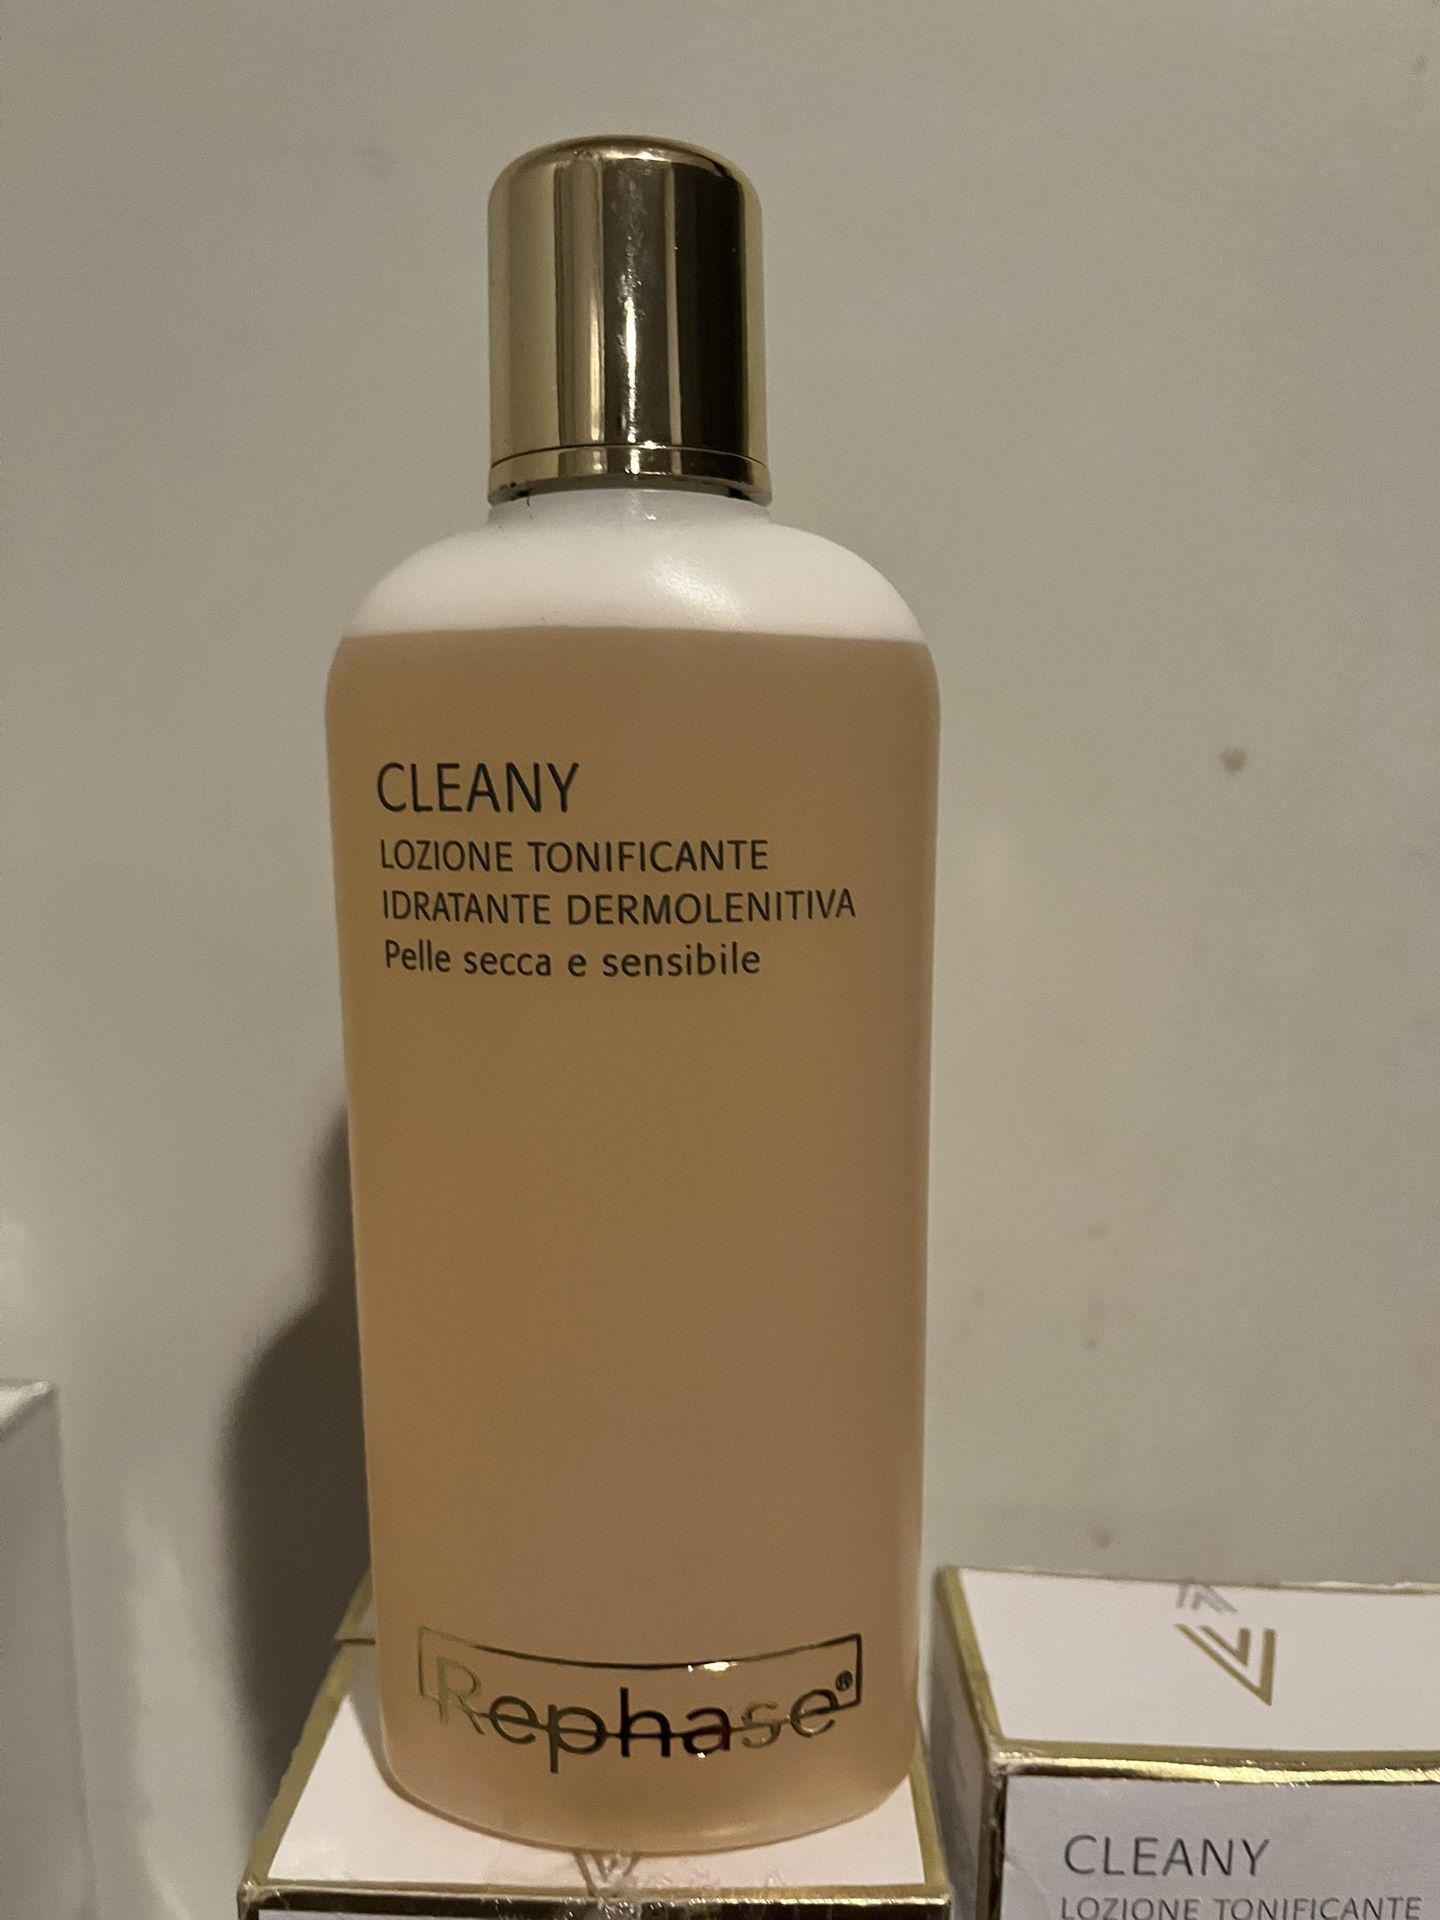 CLEANY
LOZIONE TONIFICANTE
IDRATANTE DERMOLENITIVA
Pelle secca e sensibile
Rephase®
CLEANY
LOZIONE TONIFICANTE